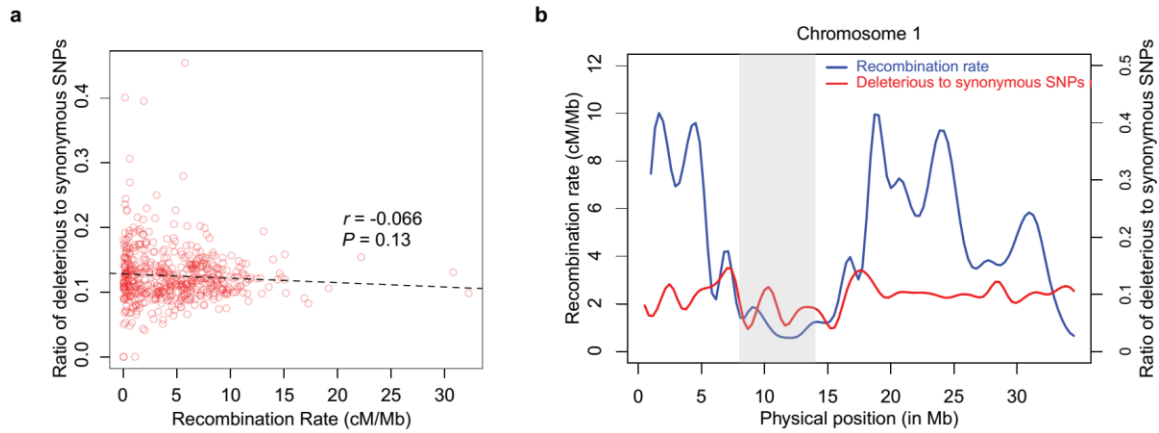 a
Ratio of deleterious to synonymous SNPs
0.4
0.3
0.2
0.1
0.0
r = -0.066
P = 0.13
0 5 10 15 20 25 30
Recombination Rate (cM/Mb)
b
Chromosome 1
Recombination rate (cM/Mb)
12
10
8
6
4
2
0
Recombination rate
Deleterious to synonymous SNPs
0.5
0.4
0.3
0.2
0.1
0
Ratio of deleterious to synonymous SNPs
0 5 10 15 20 25 30
Physical position (in Mb)